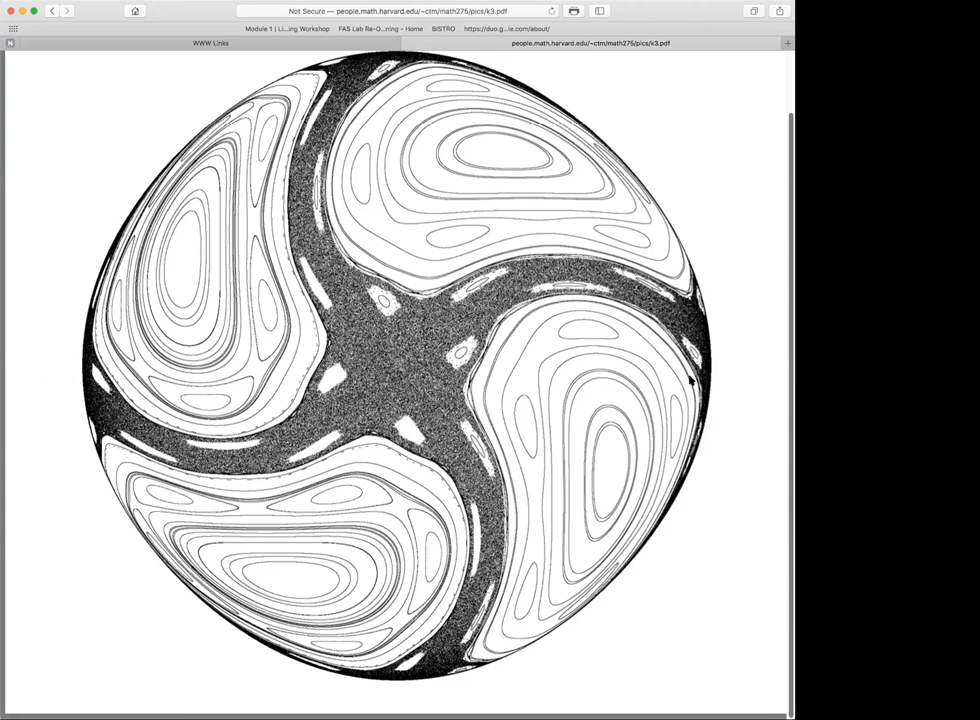 Not Secure — people.math.harvard.edu/~ctm/math275/pics/k3.pdf
Module 1 | Li...ing Workshop FAS Lab Re-O...ning - Home BISTRO https://duo.g...ie.com/about/
N WWW Links people.math.harvard.edu/~ctm/math275/pics/k3.pdf